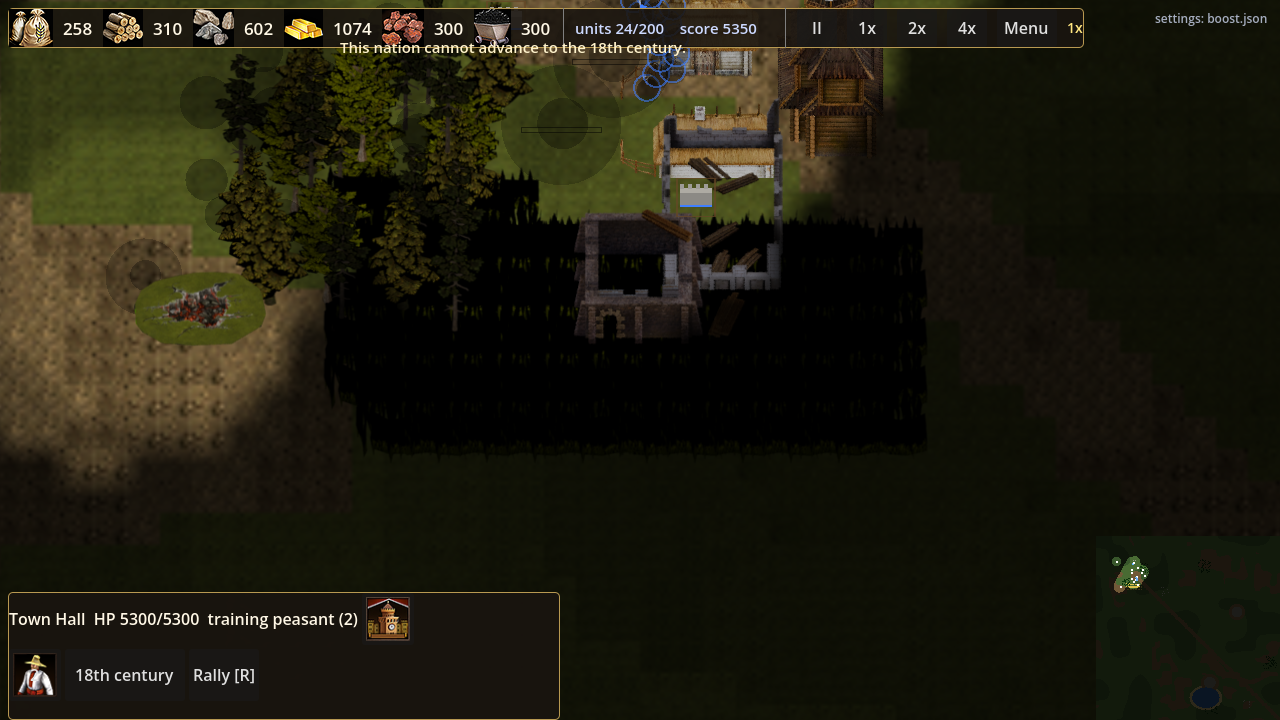 settings: boost.json
258 310 602 1074 300 300 units 24/200 score 5350 II 1x 2x 4x Menu 1x
This nation cannot advance to the 18th century.
Town Hall HP 5300/5300 training peasant (2)
18th century Rally [R]